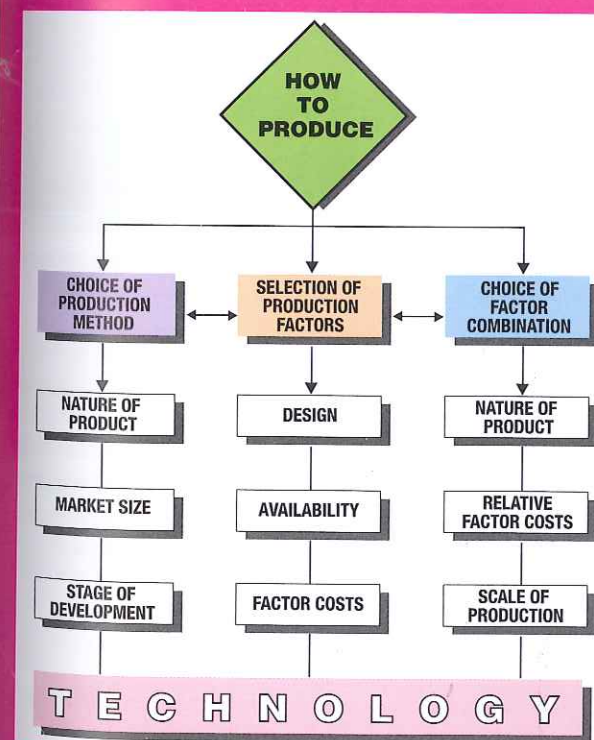 HOW
TO
PRODUCE
CHOICE OF
PRODUCTION
METHOD
SELECTION OF
PRODUCTION
FACTORS
CHOICE OF
FACTOR
COMBINATION
NATURE OF
PRODUCT
DESIGN
NATURE OF
PRODUCT
MARKET SIZE
AVAILABILITY
RELATIVE
FACTOR COSTS
STAGE OF
DEVELOPMENT
FACTOR COSTS
SCALE OF
PRODUCTION
TECHNOLOGY